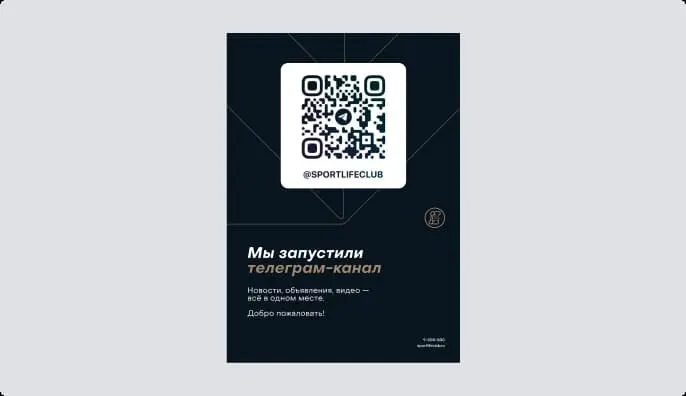 @SPORTLIFECLUB
Мы запустили
телеграм-канал
Новости, объявления, видео —
всё в одном месте.
Добро пожаловать!